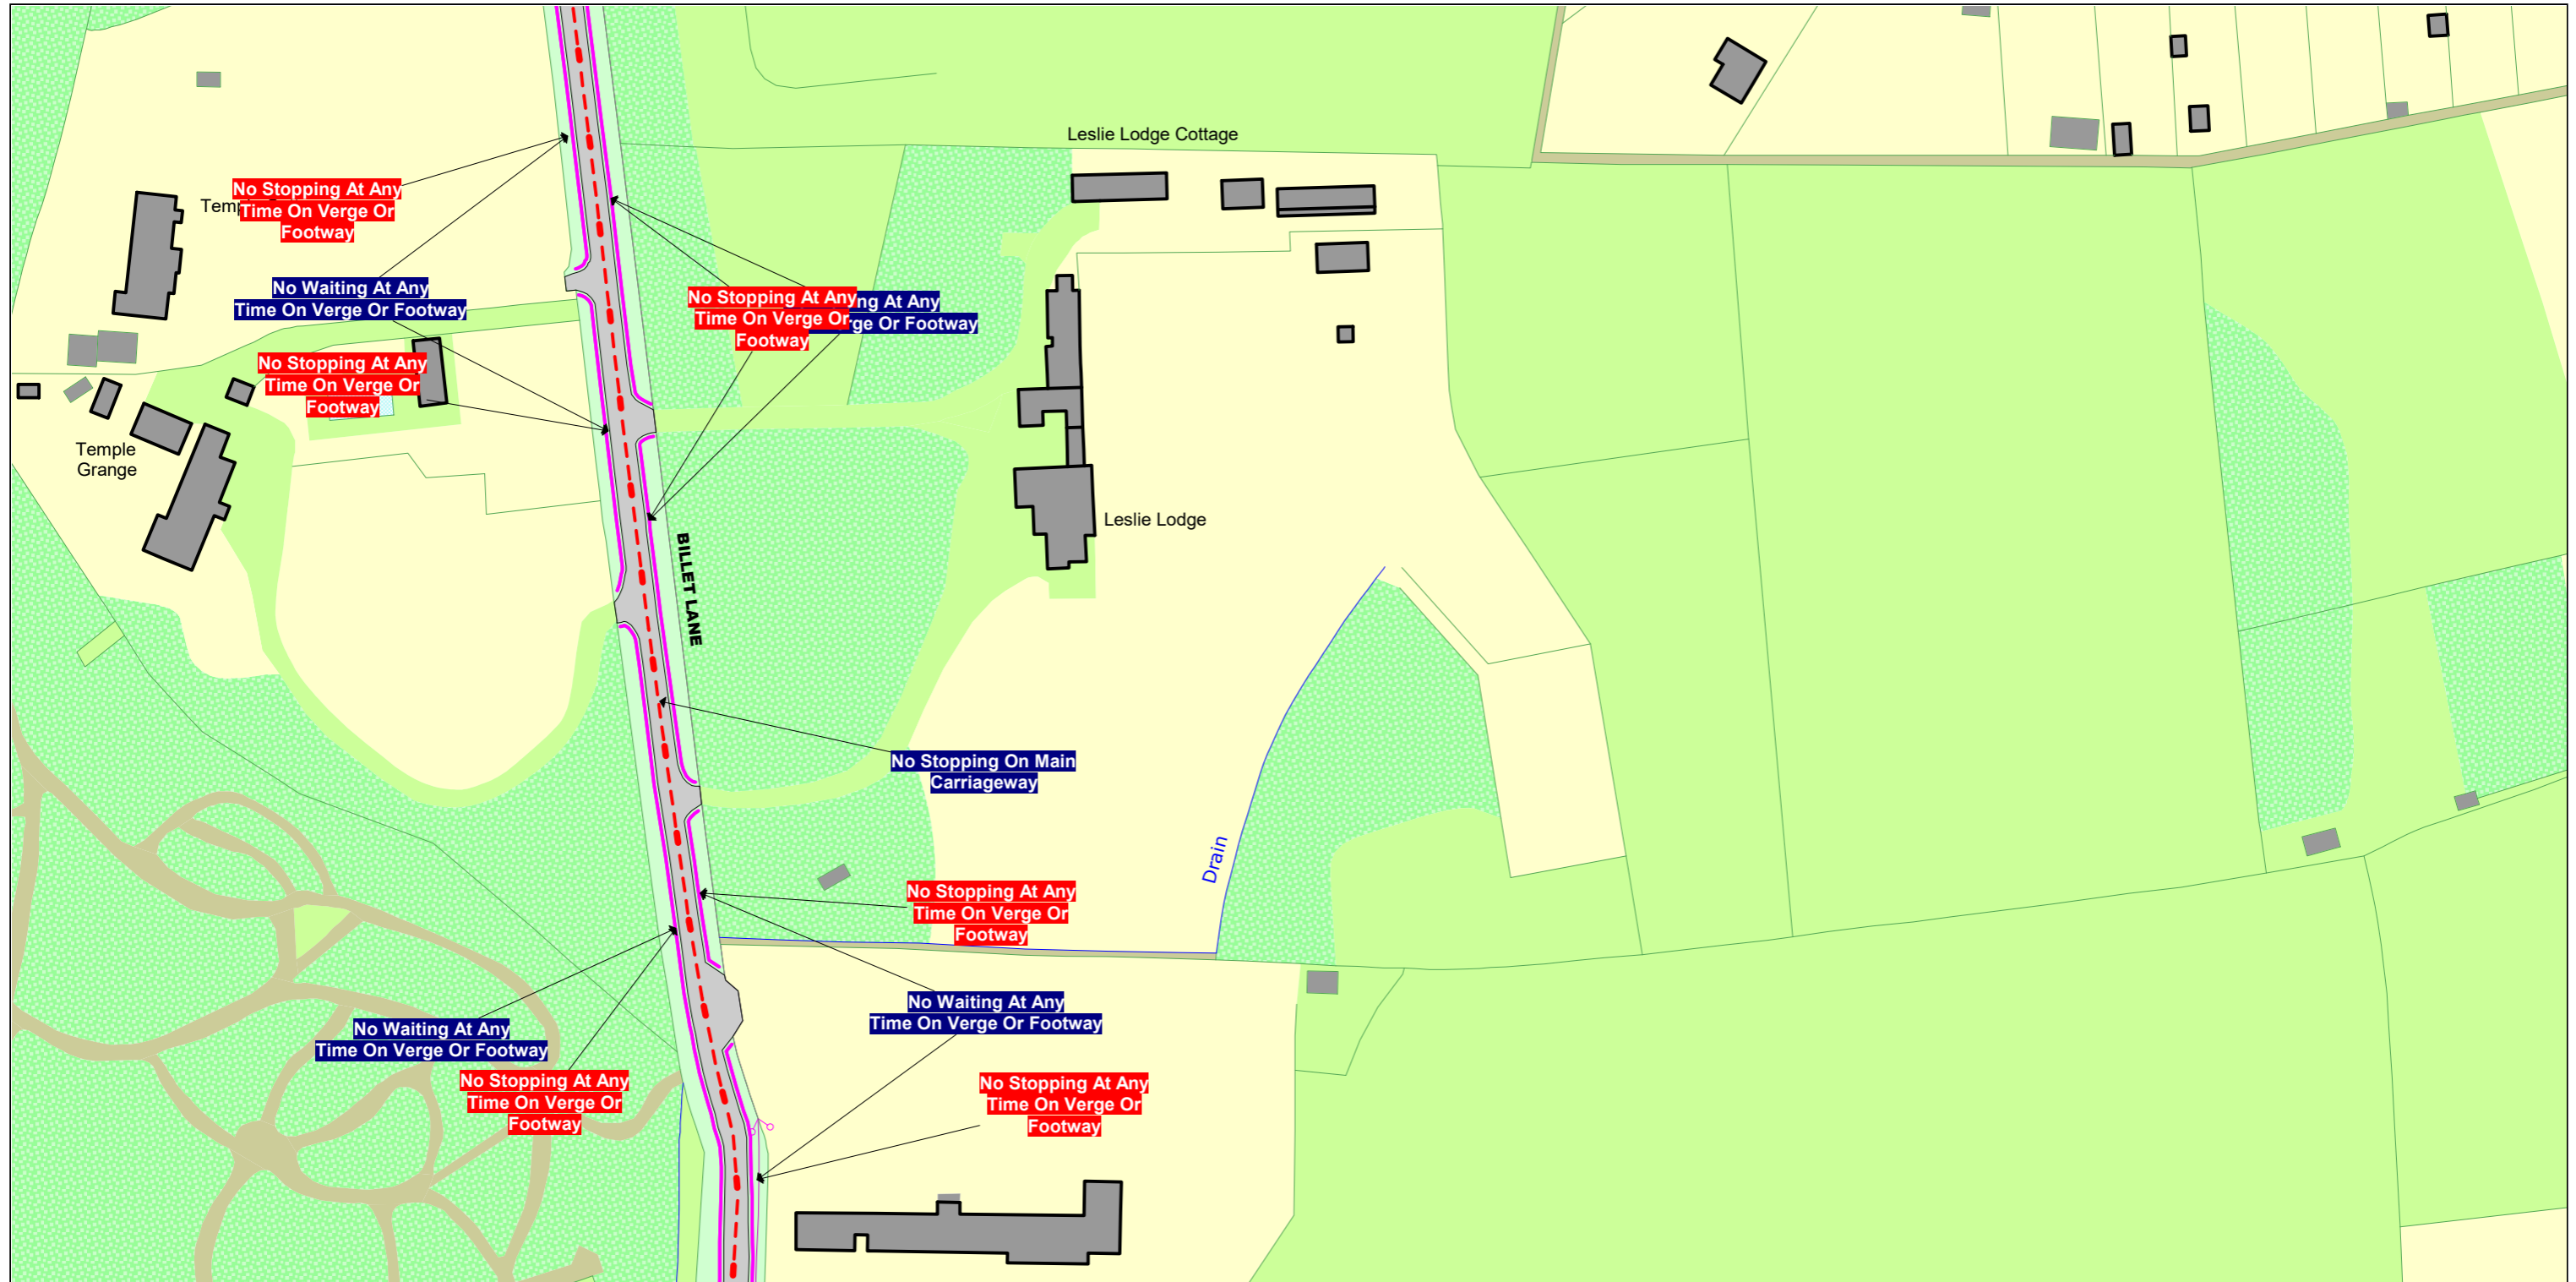 Leslie Lodge Cottage
No Stopping At Any
Time On Verge Or
Footway
No Waiting At Any
Time On Verge Or Footway
No Stopping At Any
Time On Verge Or
Footway
No Stopping At Any
Time On Verge Or
Footway
At Any
Or Footway
Temple
Grange
Leslie Lodge
BILLET LANE
No Stopping On Main
Carriageway
Drain
No Stopping At Any
Time On Verge Or
Footway
No Waiting At Any
Time On Verge Or Footway
No Waiting At Any
Time On Verge Or Footway
No Stopping At Any
Time On Verge Or
Footway
No Stopping At Any
Time On Verge Or
Footway